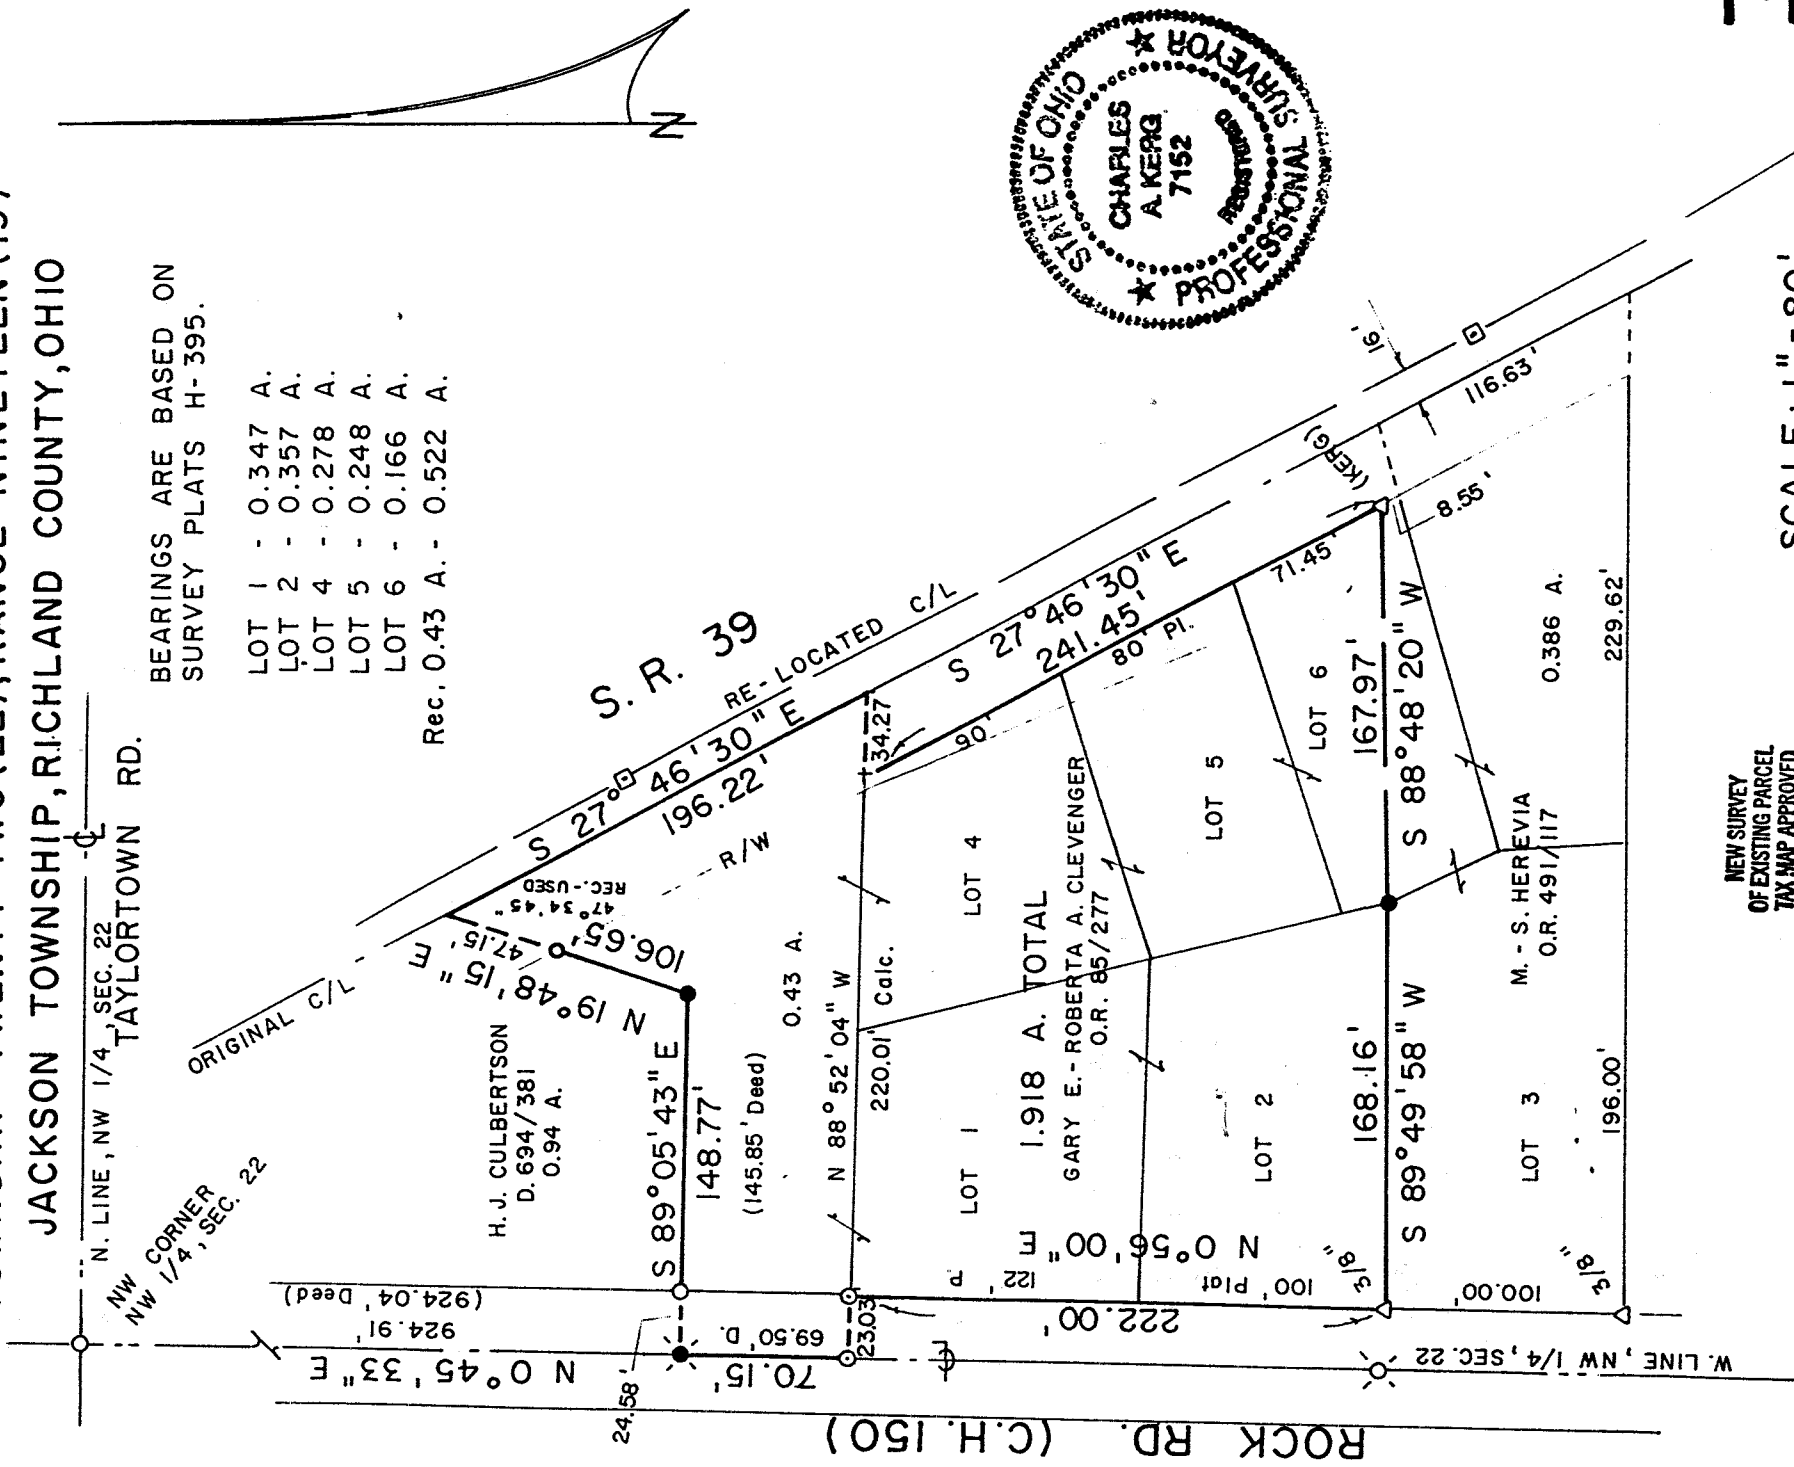 JACKSON TOWNSHIP, RICHLAND COUNTY, OHIO
N. LINE, NW 1/4, SEC. 22
TAYLORTOWN RD.
NW CORNER
NW 1/4, SEC. 22
BEARINGS ARE BASED ON
SURVEY PLATS H-395.
LOT 1 - 0.347 A.
LOT 2 - 0.357 A.
LOT 4 - 0.278 A.
LOT 5 - 0.248 A.
LOT 6 - 0.166 A.
Rec. 0.43 A. - 0.522 A.
N
STATE OF OHIO
CHARLES
A. KERG
7152
REGISTERED
PROFESSIONAL SURVEYOR
ORIGINAL C/L
S. R. 39
RE-LOCATED C/L
S 27° 46' 30" E
196.22'
R/W
REC.-USED
47° 34' 45"
47.15'
106.65'
N 19° 48' 15" E
H. J. CULBERTSON
D. 694/381
0.94 A.
S 89° 05' 43" E
148.77'
(145.85' Deed)
0.43 A.
N 88° 52' 04" W
220.01' Calc.
34.27
S 27° 46' 30" E
241.45'
90'
80' Pl.
71.45'
(KERG)
16'
116.63'
8.55'
LOT 4
LOT 5
LOT 6
LOT 1
1.918 A. TOTAL
GARY E. - ROBERTA A. CLEVENGER
O.R. 85/277
LOT 2
167.97'
S 88° 48' 20" W
168.16'
S 89° 49' 58" W
0.386 A.
229.62'
M. - S. HEREVIA
O.R. 491/117
LOT 3
196.00'
(924.04' Deed)
924.91'
N 0° 45' 33" E
24.58'
69.50' D.
70.15'
23.03
122' P
N 0° 56' 00" E
100' Plat
222.00'
3/8"
100.00'
3/8"
W. LINE, NW 1/4, SEC. 22
ROCK RD. (C.H. 150)
NEW SURVEY
OF EXISTING PARCEL
TAX MAP APPROVED